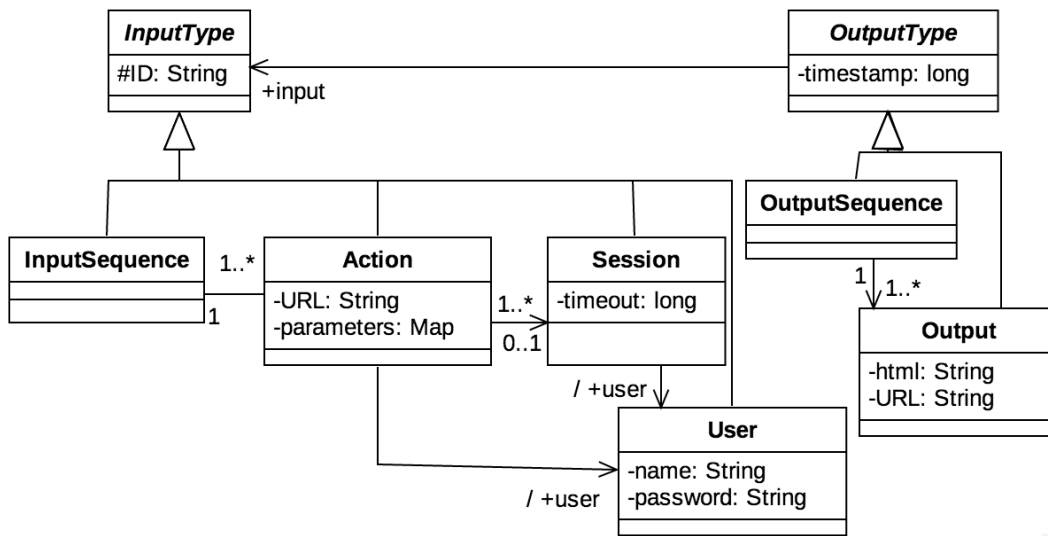 InputType
#ID: String
+input
OutputType
-timestamp: long
InputSequence
1..*
1
Action
-URL: String
-parameters: Map
1..*
0..1
Session
-timeout: long
/ +user
/ +user
User
-name: String
-password: String
OutputSequence
1
1..*
Output
-html: String
-URL: String